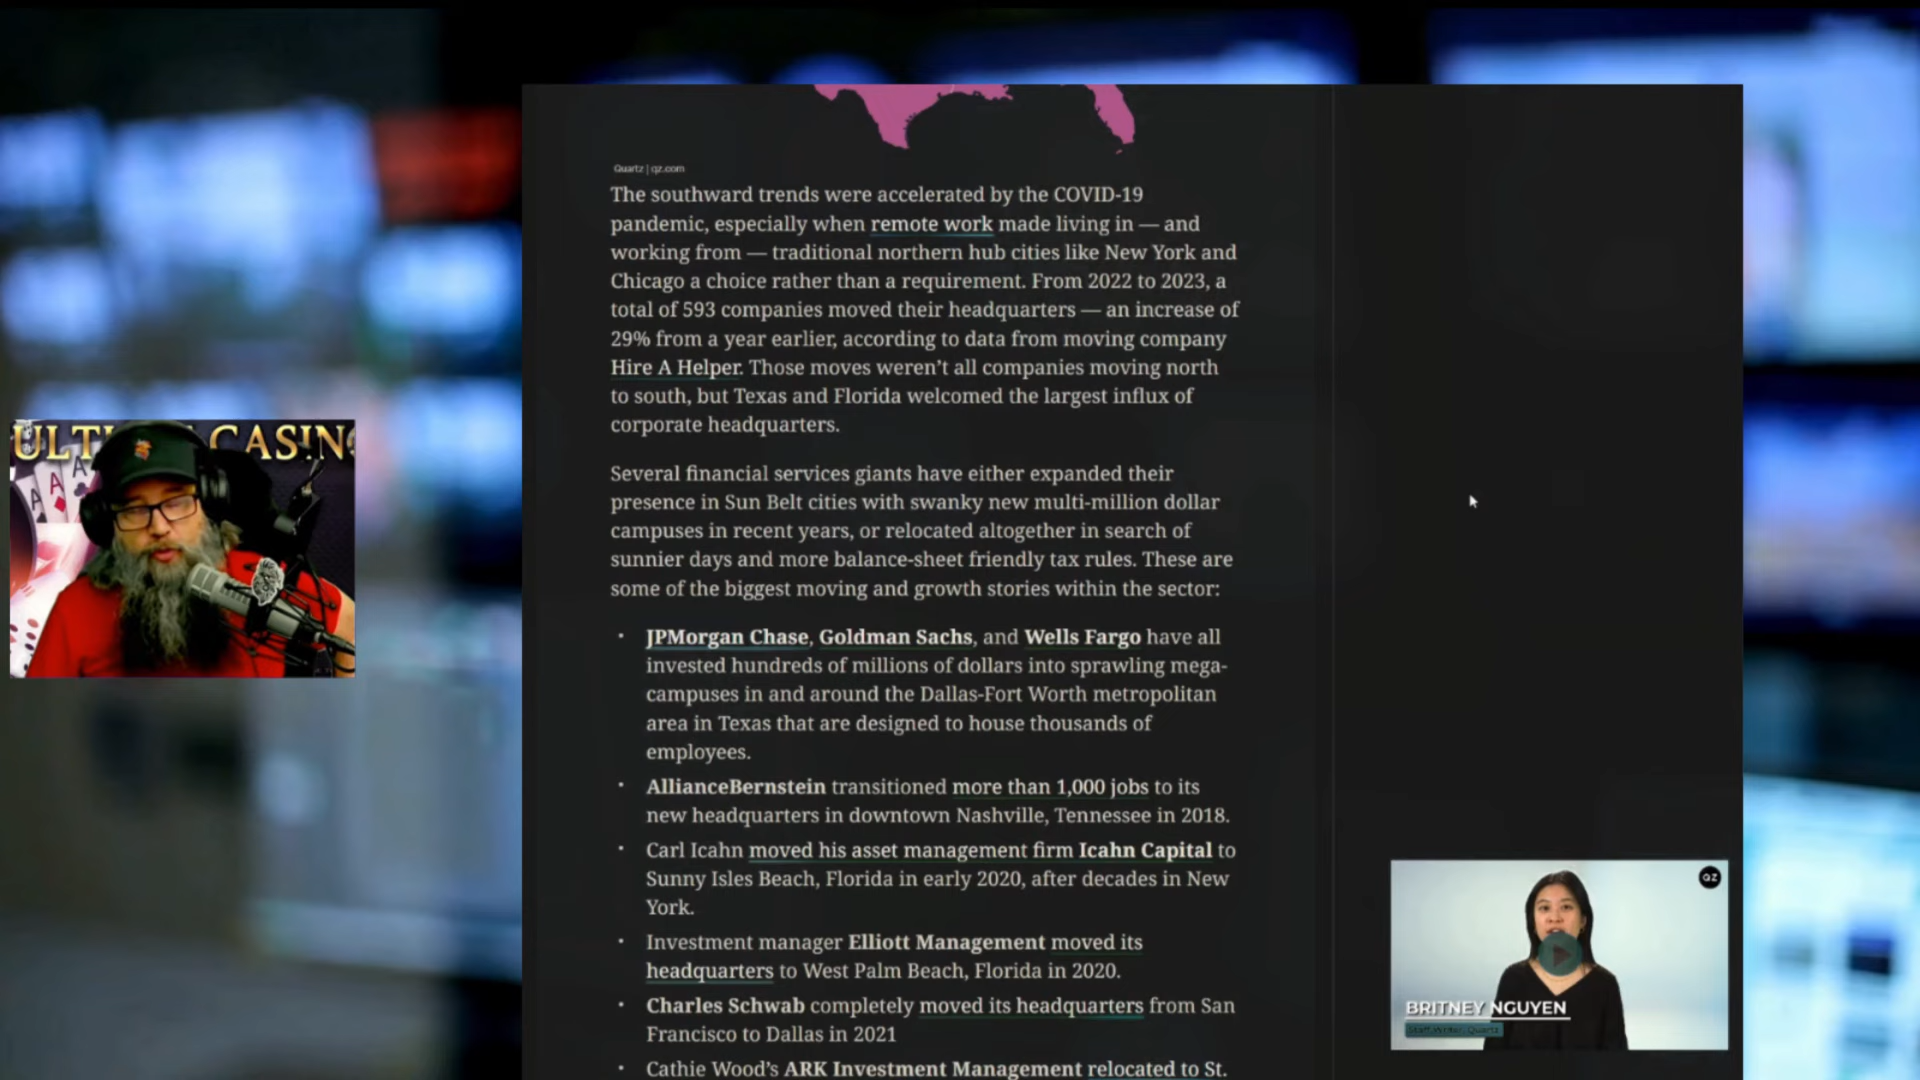 Quartz | qz.com
The southward trends were accelerated by the COVID-19
pandemic, especially when remote work made living in — and
working from — traditional northern hub cities like New York and
Chicago a choice rather than a requirement. From 2022 to 2023, a
total of 593 companies moved their headquarters — an increase of
29% from a year earlier, according to data from moving company
Hire A Helper. Those moves weren’t all companies moving north
to south, but Texas and Florida welcomed the largest influx of
corporate headquarters.
Several financial services giants have either expanded their
presence in Sun Belt cities with swanky new multi-million dollar
campuses in recent years, or relocated altogether in search of
sunnier days and more balance-sheet friendly tax rules. These are
some of the biggest moving and growth stories within the sector:
• JPMorgan Chase, Goldman Sachs, and Wells Fargo have all
invested hundreds of millions of dollars into sprawling mega-
campuses in and around the Dallas-Fort Worth metropolitan
area in Texas that are designed to house thousands of
employees.
• AllianceBernstein transitioned more than 1,000 jobs to its
new headquarters in downtown Nashville, Tennessee in 2018.
• Carl Icahn moved his asset management firm Icahn Capital to
Sunny Isles Beach, Florida in early 2020, after decades in New
York.
• Investment manager Elliott Management moved its
headquarters to West Palm Beach, Florida in 2020.
• Charles Schwab completely moved its headquarters from San
Francisco to Dallas in 2021
• Cathie Wood’s ARK Investment Management relocated to St.
ULT CASIN
A A A
QZ
BRITNEY NGUYEN
Staff Writer, Quartz